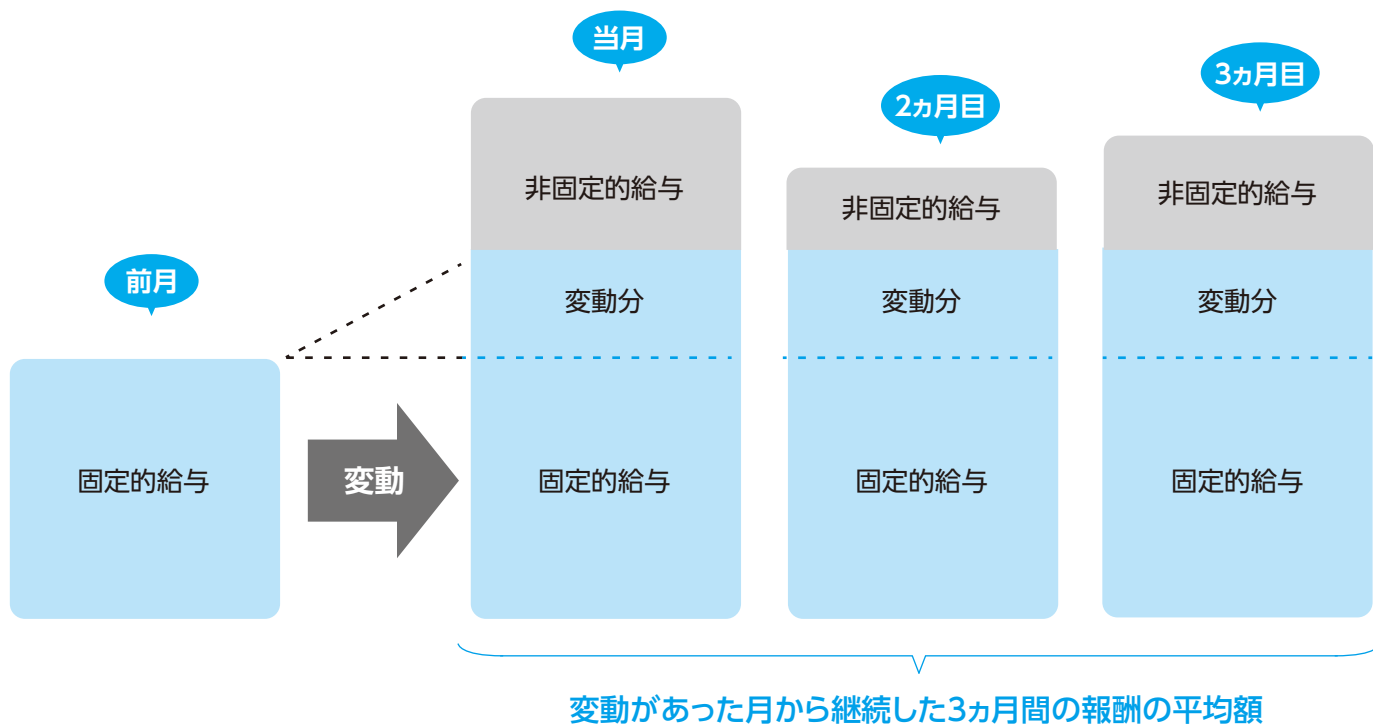 当月
3ヵ月目
2ヵ月目
非固定的給与
非固定的給与
非固定的給与
前月
変動分
変動分
変動分
固定的給与
変動
固定的給与
固定的給与
固定的給与
変動があった月から継続した3ヵ月間の報酬の平均額